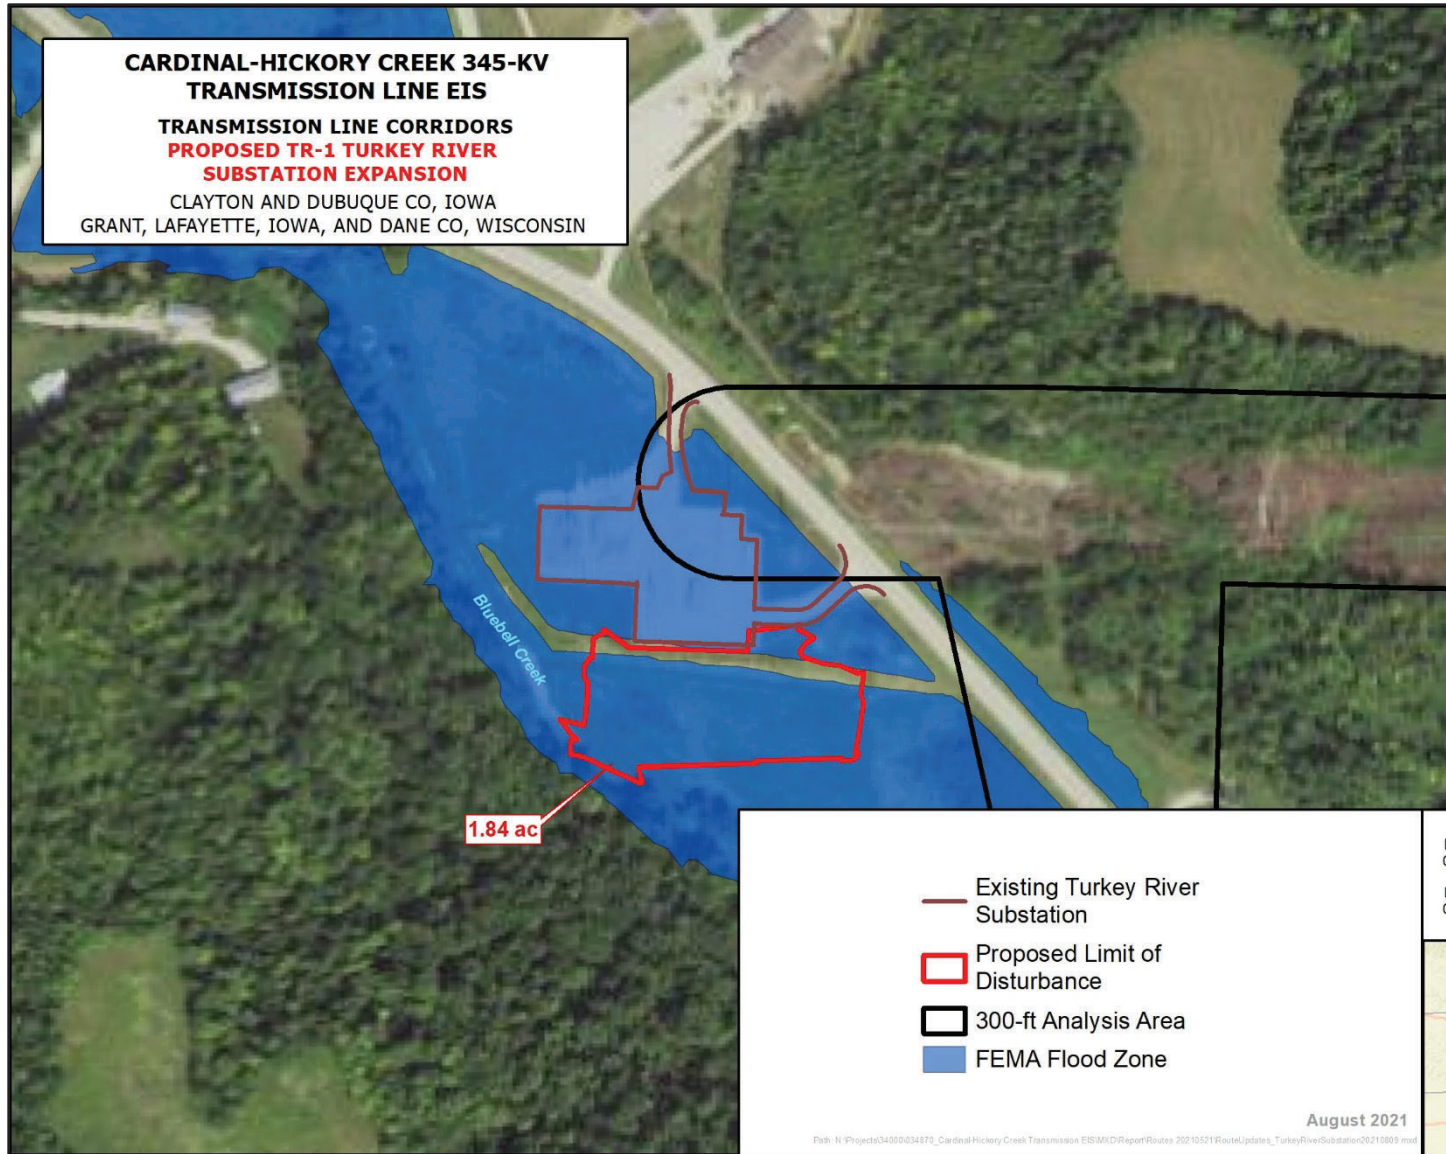 CARDINAL-HICKORY CREEK 345-KV
TRANSMISSION LINE EIS
TRANSMISSION LINE CORRIDORS
PROPOSED TR-1 TURKEY RIVER
SUBSTATION EXPANSION
CLAYTON AND DUBUQUE CO, IOWA
GRANT, LAFAYETTE, IOWA, AND DANE CO, WISCONSIN
Bluebell Creek
1.84 ac
Existing Turkey River
Substation
Proposed Limit of
Disturbance
300-ft Analysis Area
FEMA Flood Zone
August 2021